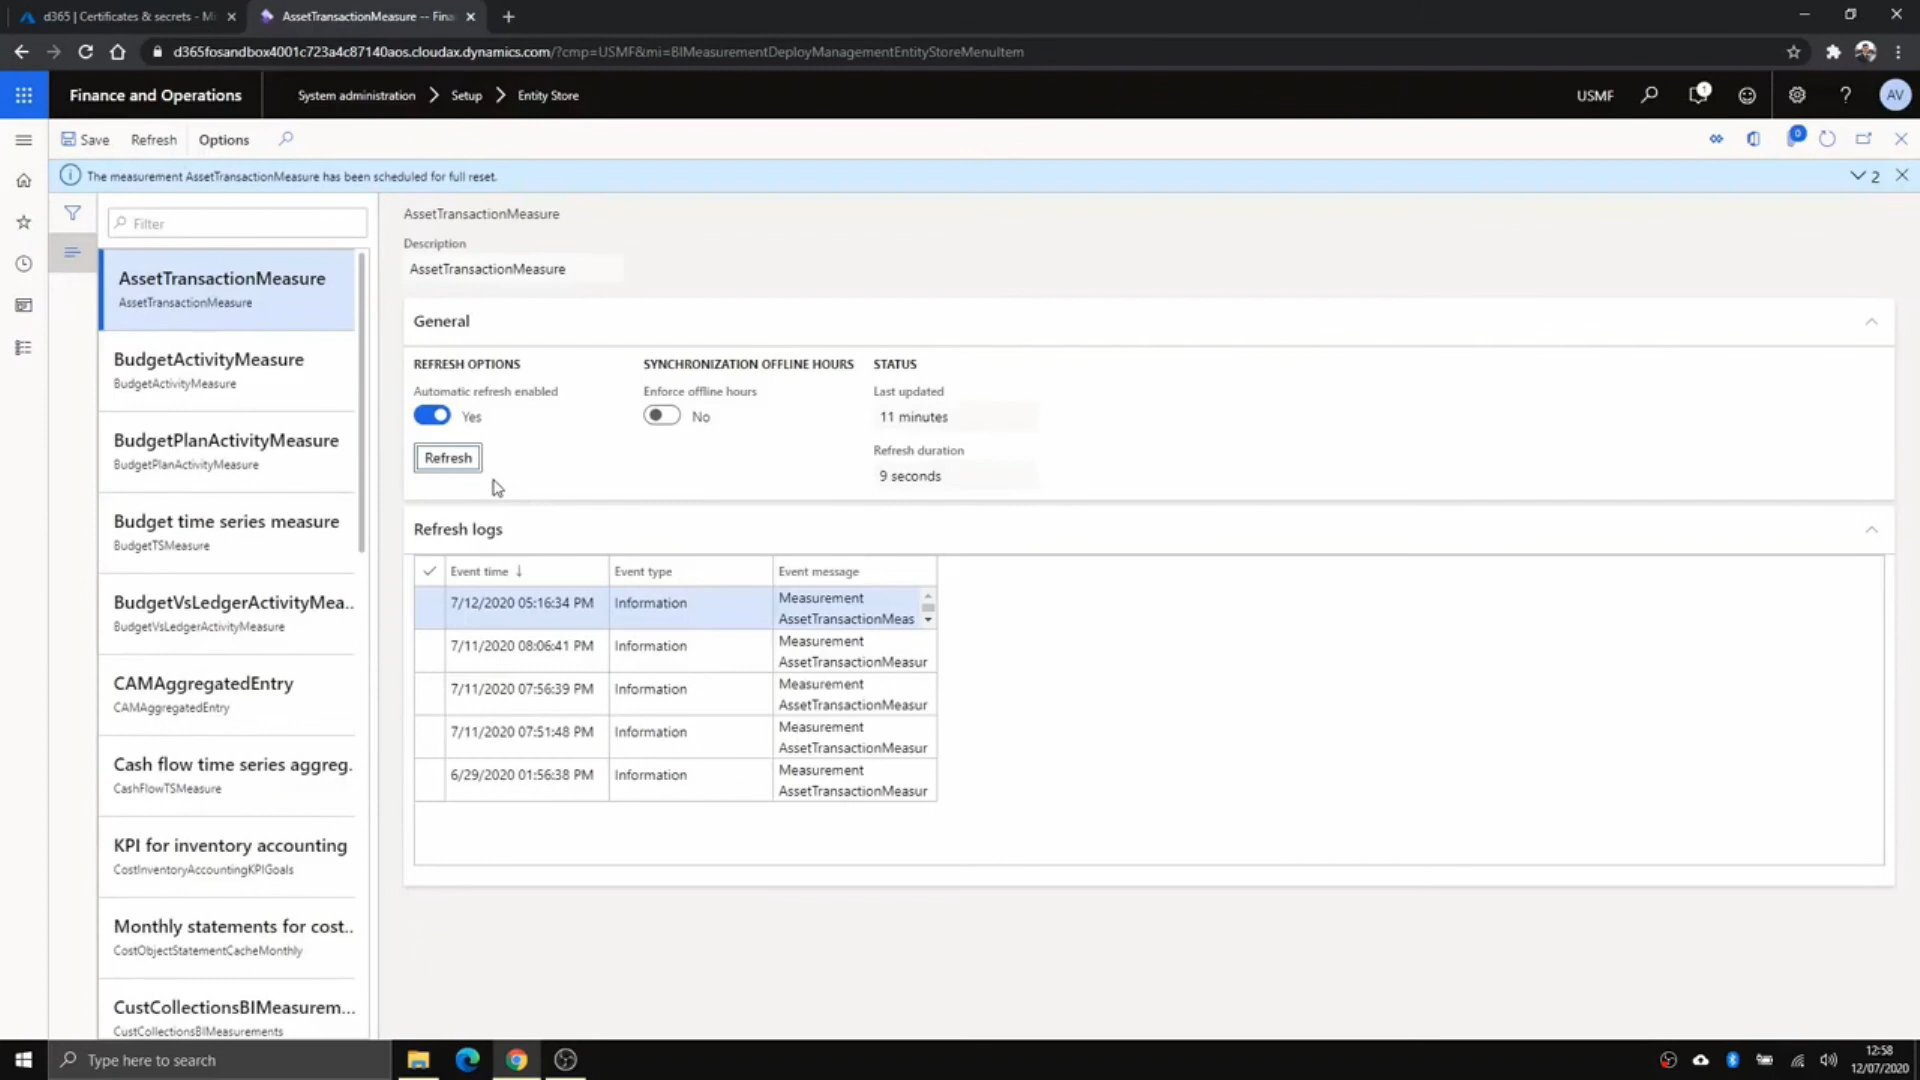 d365 | Certificates & secrets - Mi
AssetTransactionMeasure -- Fina
d365fosandbox4001c723a4c87140aos.cloudax.dynamics.com/?cmp=USMF&mi=BIMeasurementDeployManagementEntityStoreMenuItem
Finance and Operations
System administration
Setup
Entity Store
USMF
1
?
AV
Save
Refresh
Options
0
The measurement AssetTransactionMeasure has been scheduled for full reset.
2
Filter
AssetTransactionMeasure
AssetTransactionMeasure
BudgetActivityMeasure
BudgetActivityMeasure
BudgetPlanActivityMeasure
BudgetPlanActivityMeasure
Budget time series measure
BudgetTSMeasure
BudgetVsLedgerActivityMea..
BudgetVsLedgerActivityMeasure
CAMAggregatedEntry
CAMAggregatedEntry
Cash flow time series aggreg.
CashFlowTSMeasure
KPI for inventory accounting
CostInventoryAccountingKPIGoals
Monthly statements for cost..
CostObjectStatementCacheMonthly
CustCollectionsBIMeasurem...
CustCollectionsBIMeasurements
AssetTransactionMeasure
Description
AssetTransactionMeasure
General
REFRESH OPTIONS
Automatic refresh enabled
Yes
Refresh
SYNCHRONIZATION OFFLINE HOURS
Enforce offline hours
No
STATUS
Last updated
11 minutes
Refresh duration
9 seconds
Refresh logs
Event time
Event type
Event message
7/12/2020 05:16:34 PM
Information
Measurement
AssetTransactionMeas
7/11/2020 08:06:41 PM
Information
Measurement
AssetTransactionMeasur
7/11/2020 07:56:39 PM
Information
Measurement
AssetTransactionMeasur
7/11/2020 07:51:48 PM
Information
Measurement
AssetTransactionMeasur
6/29/2020 01:56:38 PM
Information
Measurement
AssetTransactionMeasur
Type here to search
12:58
12/07/2020